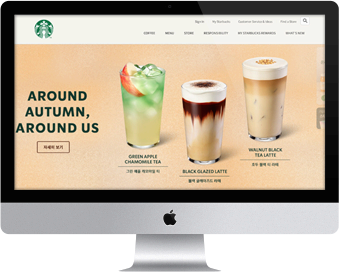 Sign In
My Starbucks
Customer Service & Ideas
Find a Store
COFFEE
MENU
STORE
RESPONSIBILITY
MY STARBUCKS REWARDS
WHAT'S NEW
AROUND
AUTUMN,
AROUND US
자세히 보기
GREEN APPLE
CHAMOMILE TEA
그린 애플 캐모마일 티
BLACK GLAZED LATTE
블랙 글레이즈드 라떼
WALNUT BLACK
TEA LATTE
호두 블랙 티 라떼